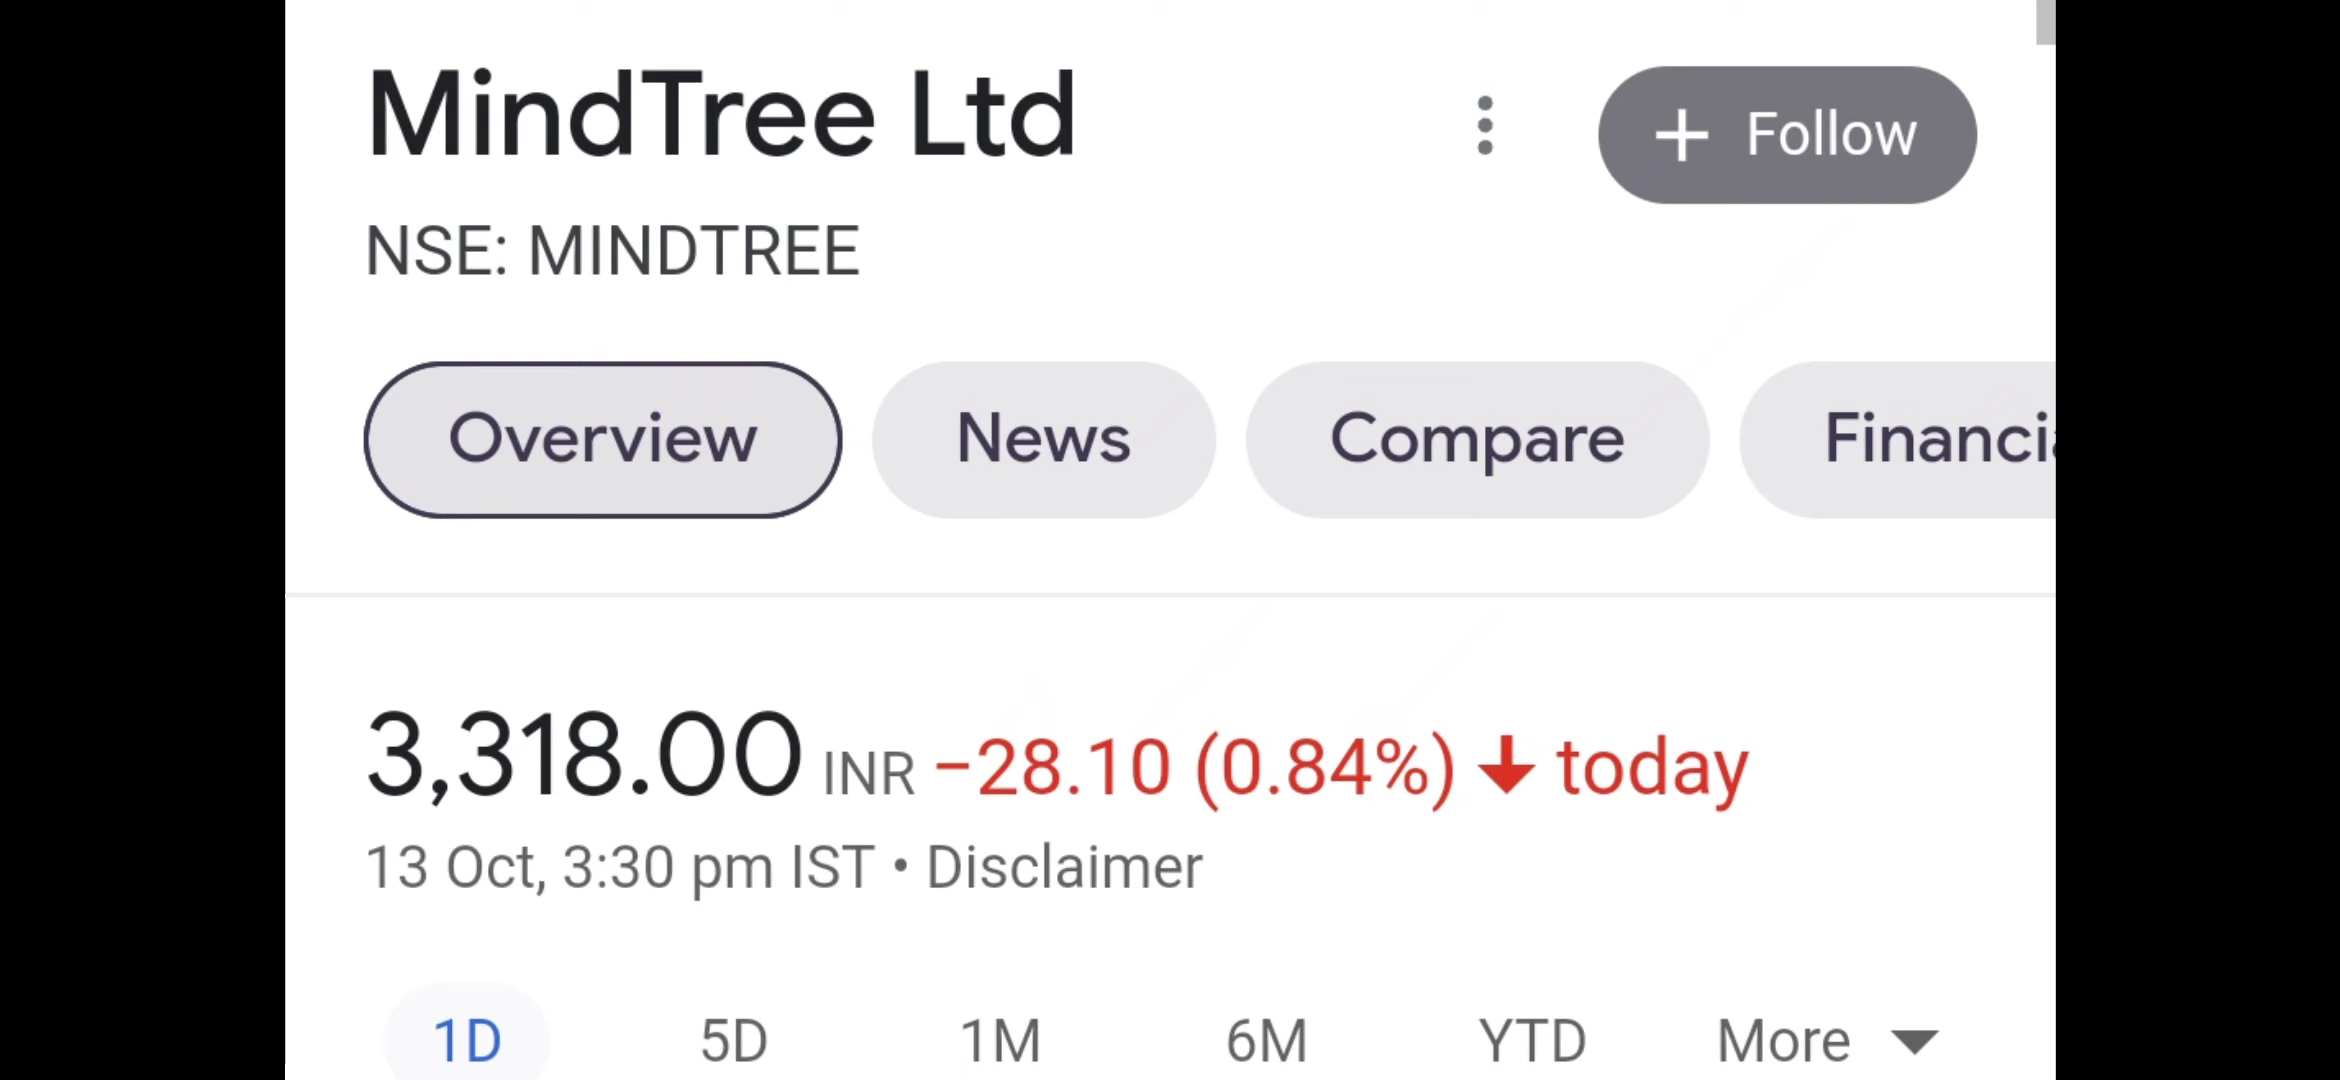 MindTree Ltd
+ Follow
NSE: MINDTREE
Overview News Compare Financia
3,318.00 INR −28.10 (0.84%) ↓ today
13 Oct, 3:30 pm IST • Disclaimer
1D 5D 1M 6M YTD More